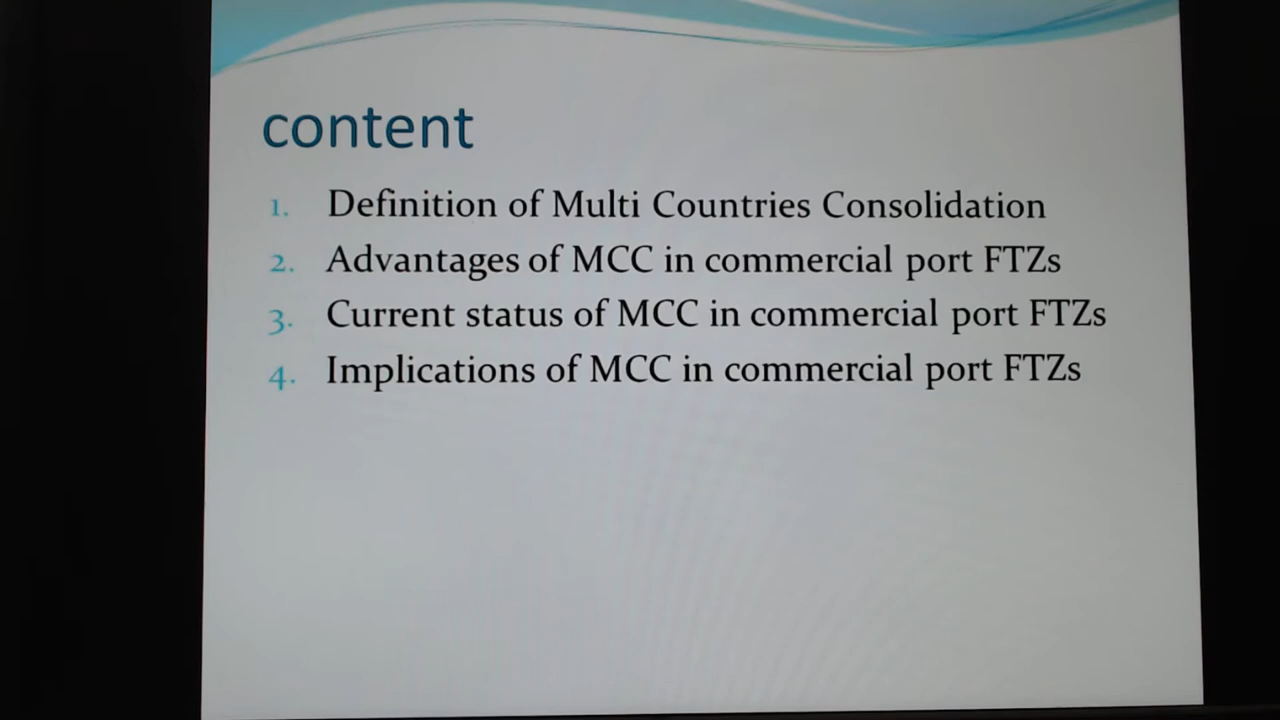 content
1. Definition of Multi Countries Consolidation
2. Advantages of MCC in commercial port FTZs
3. Current status of MCC in commercial port FTZs
4. Implications of MCC in commercial port FTZs